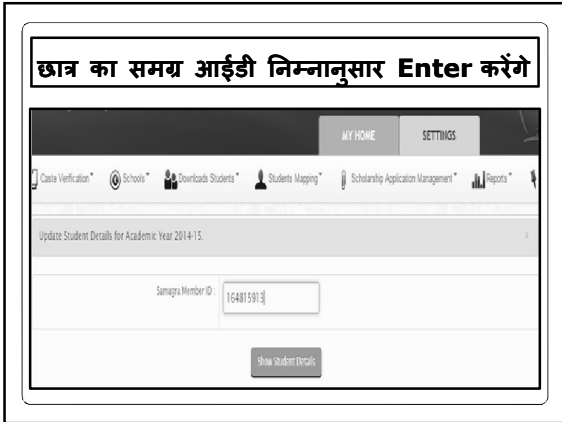 छात्र का समग्र आईडी निम्नानुसार Enter करेंगे
MY HOME SETTINGS
Caste Verification Schools Downloads Students Students Mapping Scholarship Application Management Reports
Update Student Details for Academic Year 2014-15.
Samagra Member ID : 164815913
Show Student Details